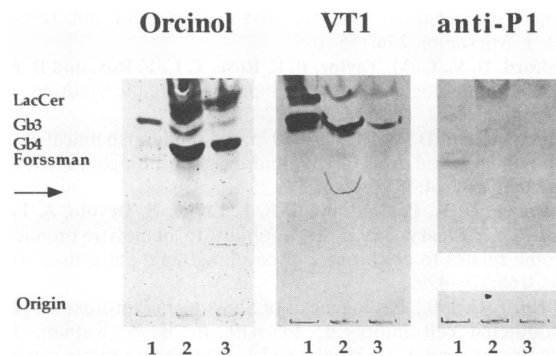 Orcinol VT1 anti-P1
LacCer
Gb3
Gb4
Forssman
Origin
1 2 3 1 2 3 1 2 3